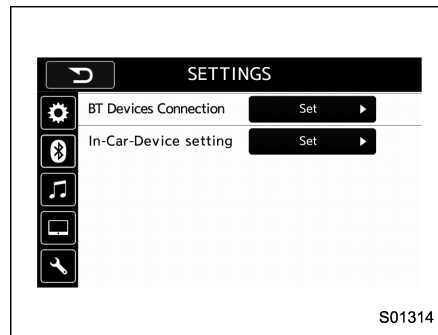 SETTINGS
BT Devices Connection Set
In-Car-Device setting Set
S01314